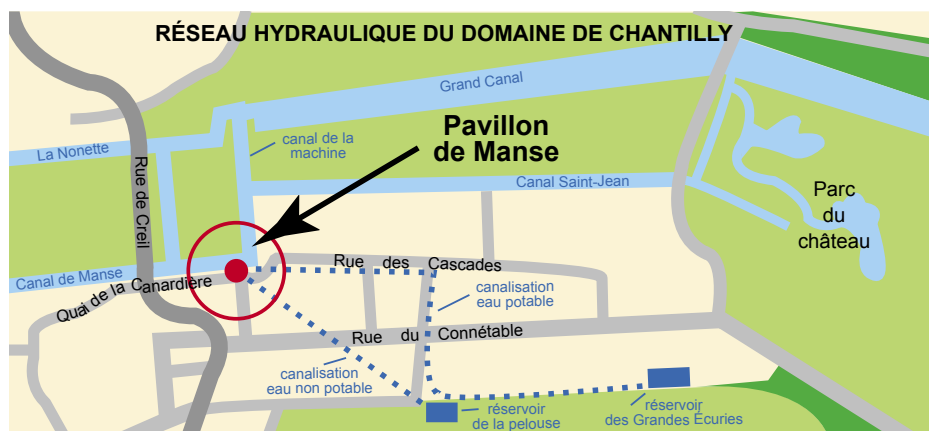 RÉSEAU HYDRAULIQUE DU DOMAINE DE CHANTILLY
Grand Canal
Pavillon
de Manse
canal de la
machine
La Nonette
Rue de Creil
Canal Saint-Jean
Parc
du
château
Canal de Manse
Quai de la Canardière
Rue des Cascades
canalisation
eau potable
Rue du Connétable
canalisation
eau non potable
réservoir
de la pelouse
réservoir
des Grandes Écuries